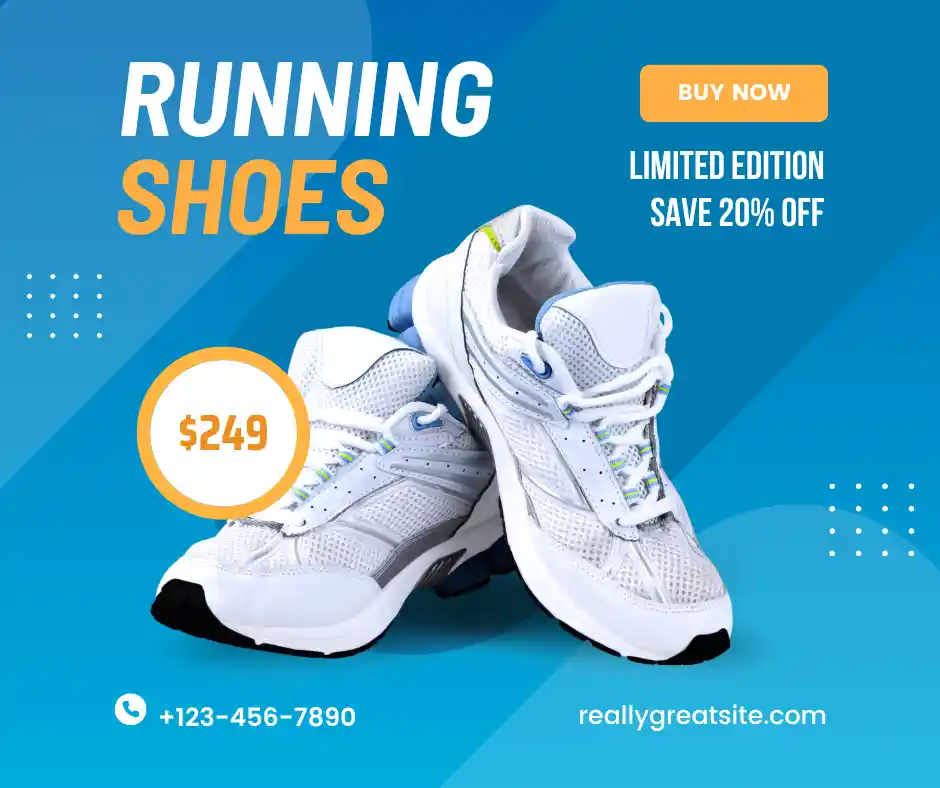 RUNNING
SHOES
BUY NOW
LIMITED EDITION
SAVE 20% OFF
$249
+123-456-7890
reallygreatsite.com